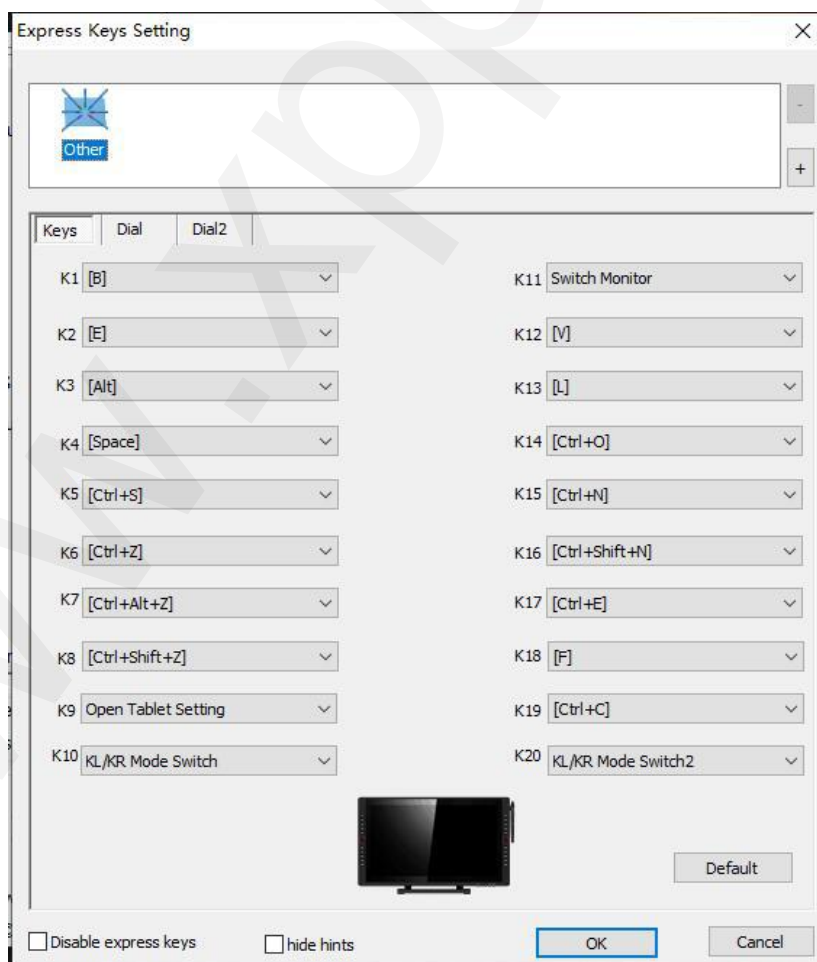 Express Keys Setting
-
Other
+
Keys Dial Dial2
K1 [B] K11 Switch Monitor
K2 [E] K12 [V]
K3 [Alt] K13 [L]
K4 [Space] K14 [Ctrl+O]
K5 [Ctrl+S] K15 [Ctrl+N]
K6 [Ctrl+Z] K16 [Ctrl+Shift+N]
K7 [Ctrl+Alt+Z] K17 [Ctrl+E]
K8 [Ctrl+Shift+Z] K18 [F]
K9 Open Tablet Setting K19 [Ctrl+C]
K10 KL/KR Mode Switch K20 KL/KR Mode Switch2
Default
Disable express keys hide hints OK Cancel